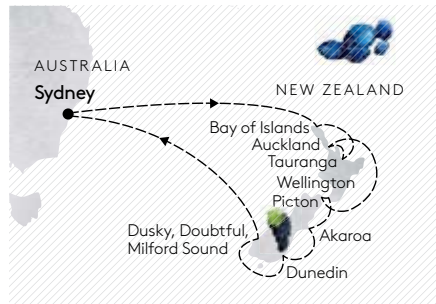 AUSTRALIA
Sydney
NEW ZEALAND
Bay of Islands
Auckland
Tauranga
Wellington
Picton
Akaroa
Dusky, Doubtful,
Milford Sound
Dunedin